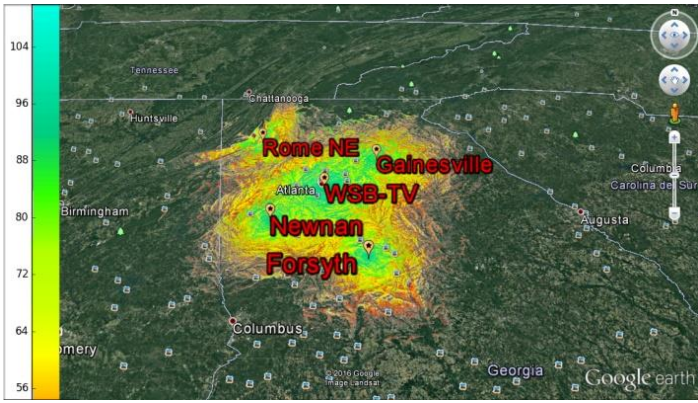 104
96
88
80
72
64
56
Tennessee
Chattanooga
Huntsville
Rome NE
Gainesville
Atlanta
WSB-TV
Columbia
Carolina del Sur
Birmingham
Newnan
Augusta
Forsyth
Columbus
omery
Georgia
© 2016 Google
Image Landsat
Google earth